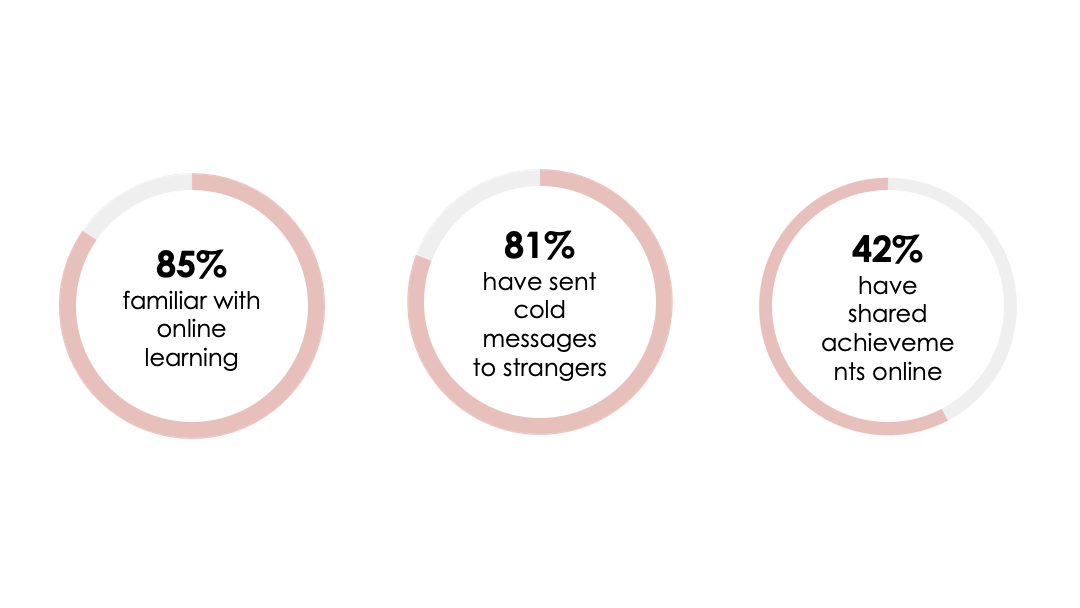 85%
familiar with
online
learning
81%
have sent
cold
messages
to strangers
42%
have
shared
achieveme
nts online